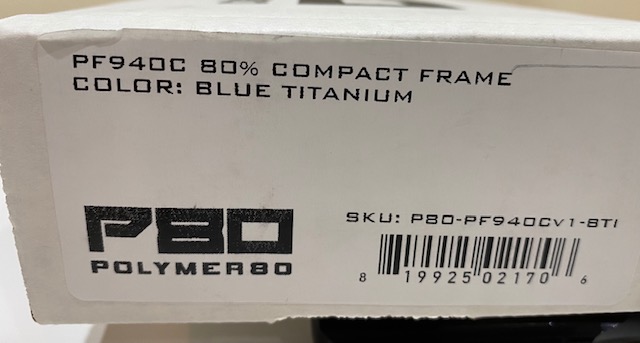 PF940C 80% COMPACT FRAME
COLOR: BLUE TITANIUM
P80
POLYMER80
SKU: P80-PF940CV1-BTI
8 19925 02170 6